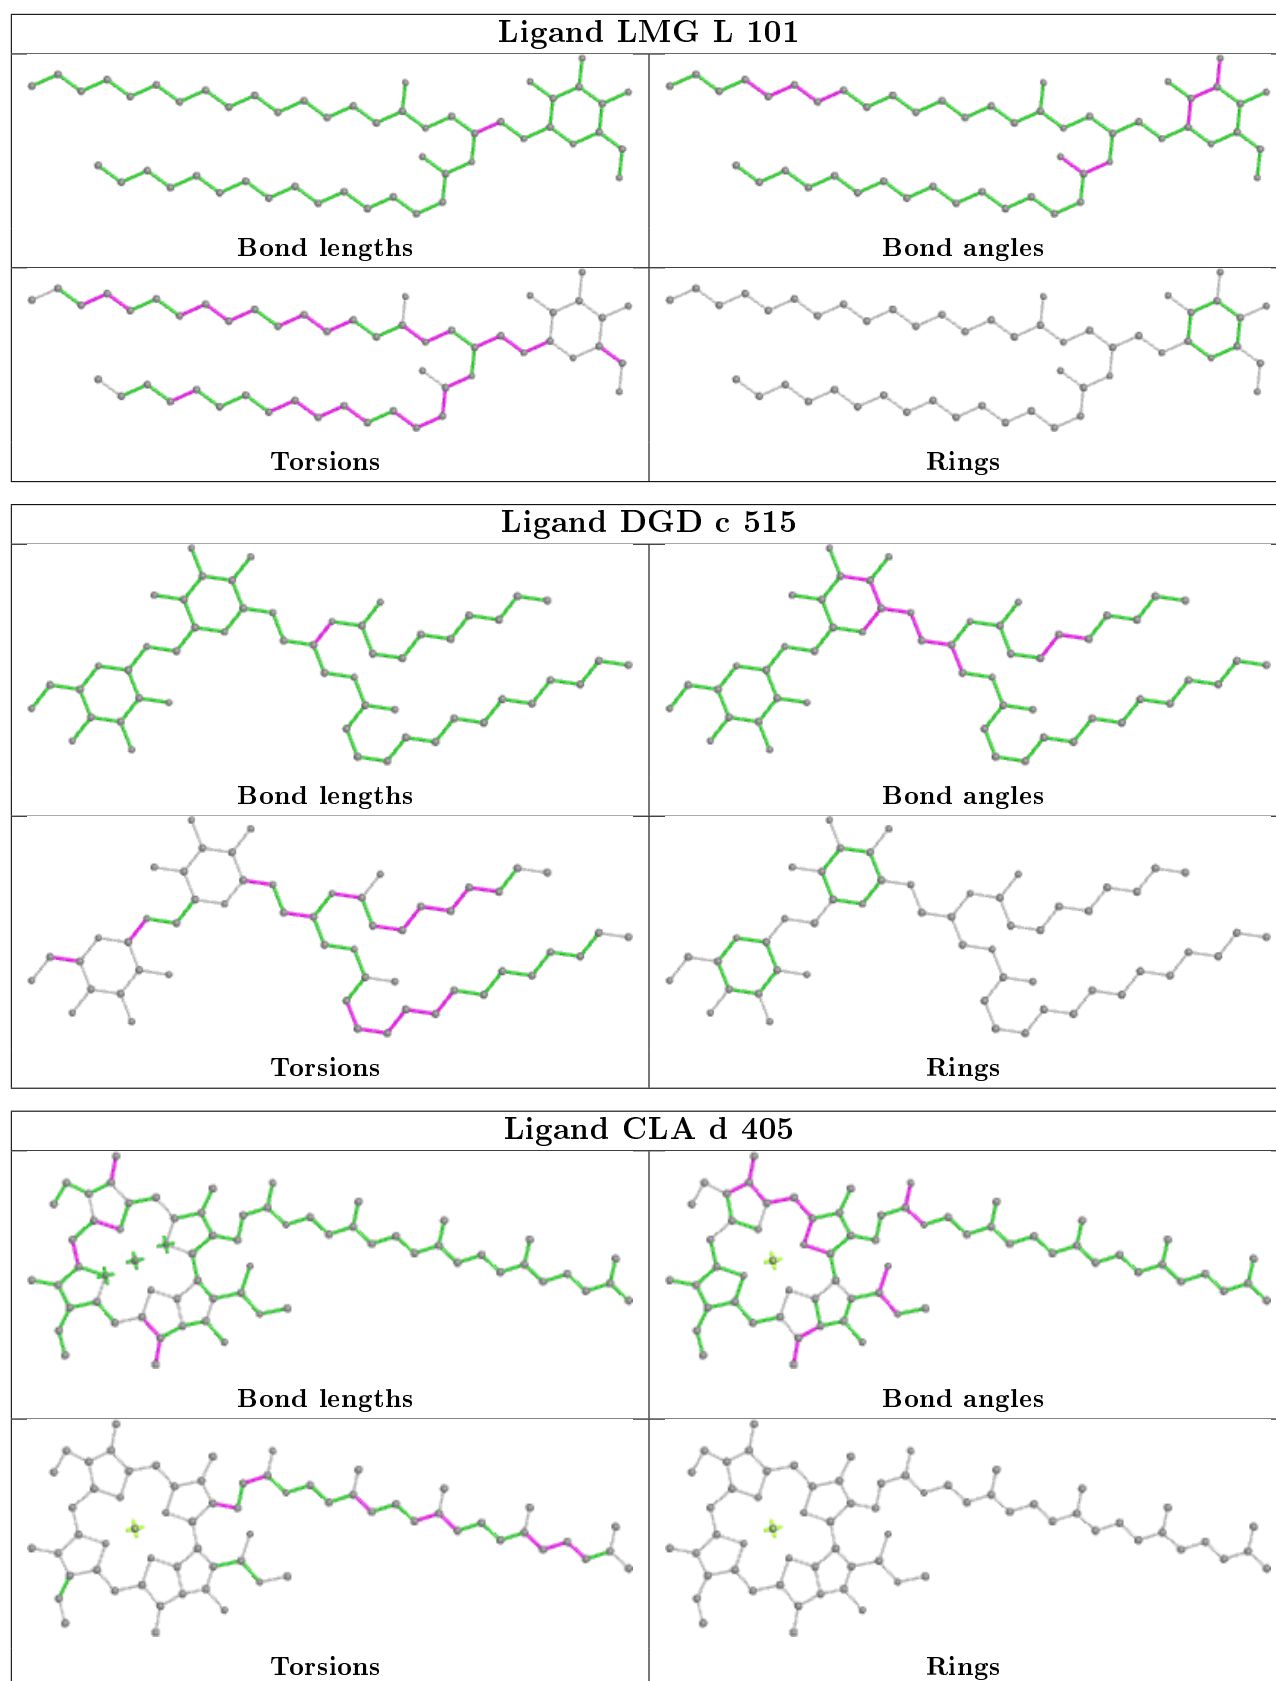 Ligand LMG L 101
Bond lengths
Bond angles
Torsions
Rings
Ligand DGD c 515
Bond lengths
Bond angles
Torsions
Rings
Ligand CLA d 405
Bond lengths
Bond angles
Torsions
Rings